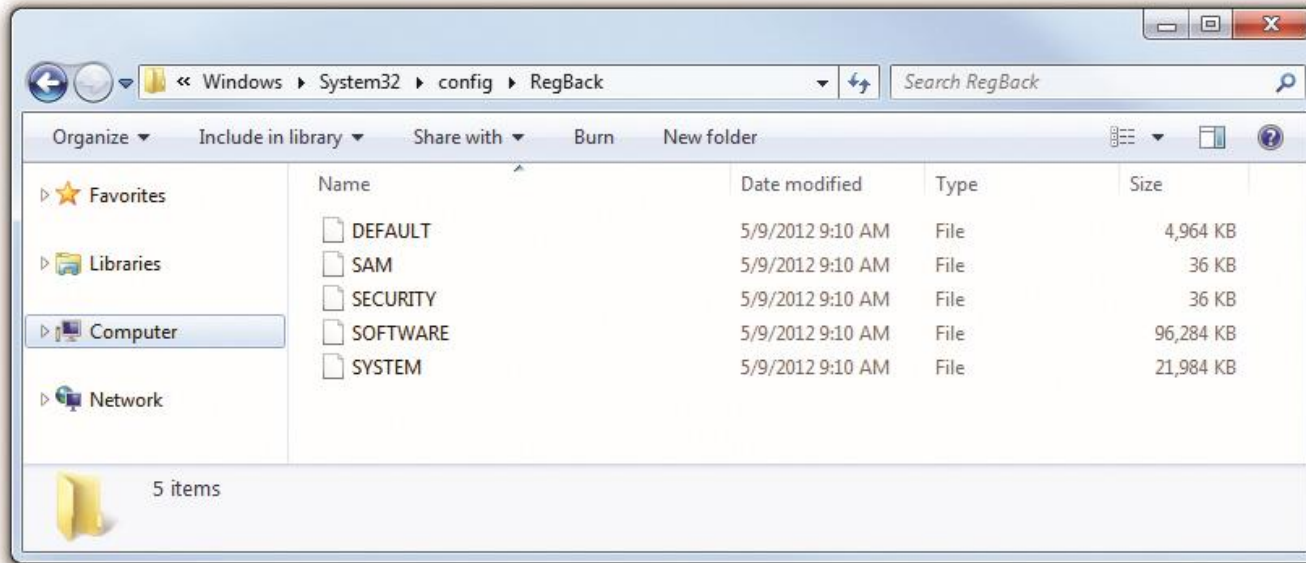 « Windows ▸ System32 ▸ config ▸ RegBack Search RegBack
Organize Include in library Share with Burn New folder
Name Date modified Type Size
Favorites
Libraries
Computer
Network
DEFAULT 5/9/2012 9:10 AM File 4,964 KB
SAM 5/9/2012 9:10 AM File 36 KB
SECURITY 5/9/2012 9:10 AM File 36 KB
SOFTWARE 5/9/2012 9:10 AM File 96,284 KB
SYSTEM 5/9/2012 9:10 AM File 21,984 KB
5 items